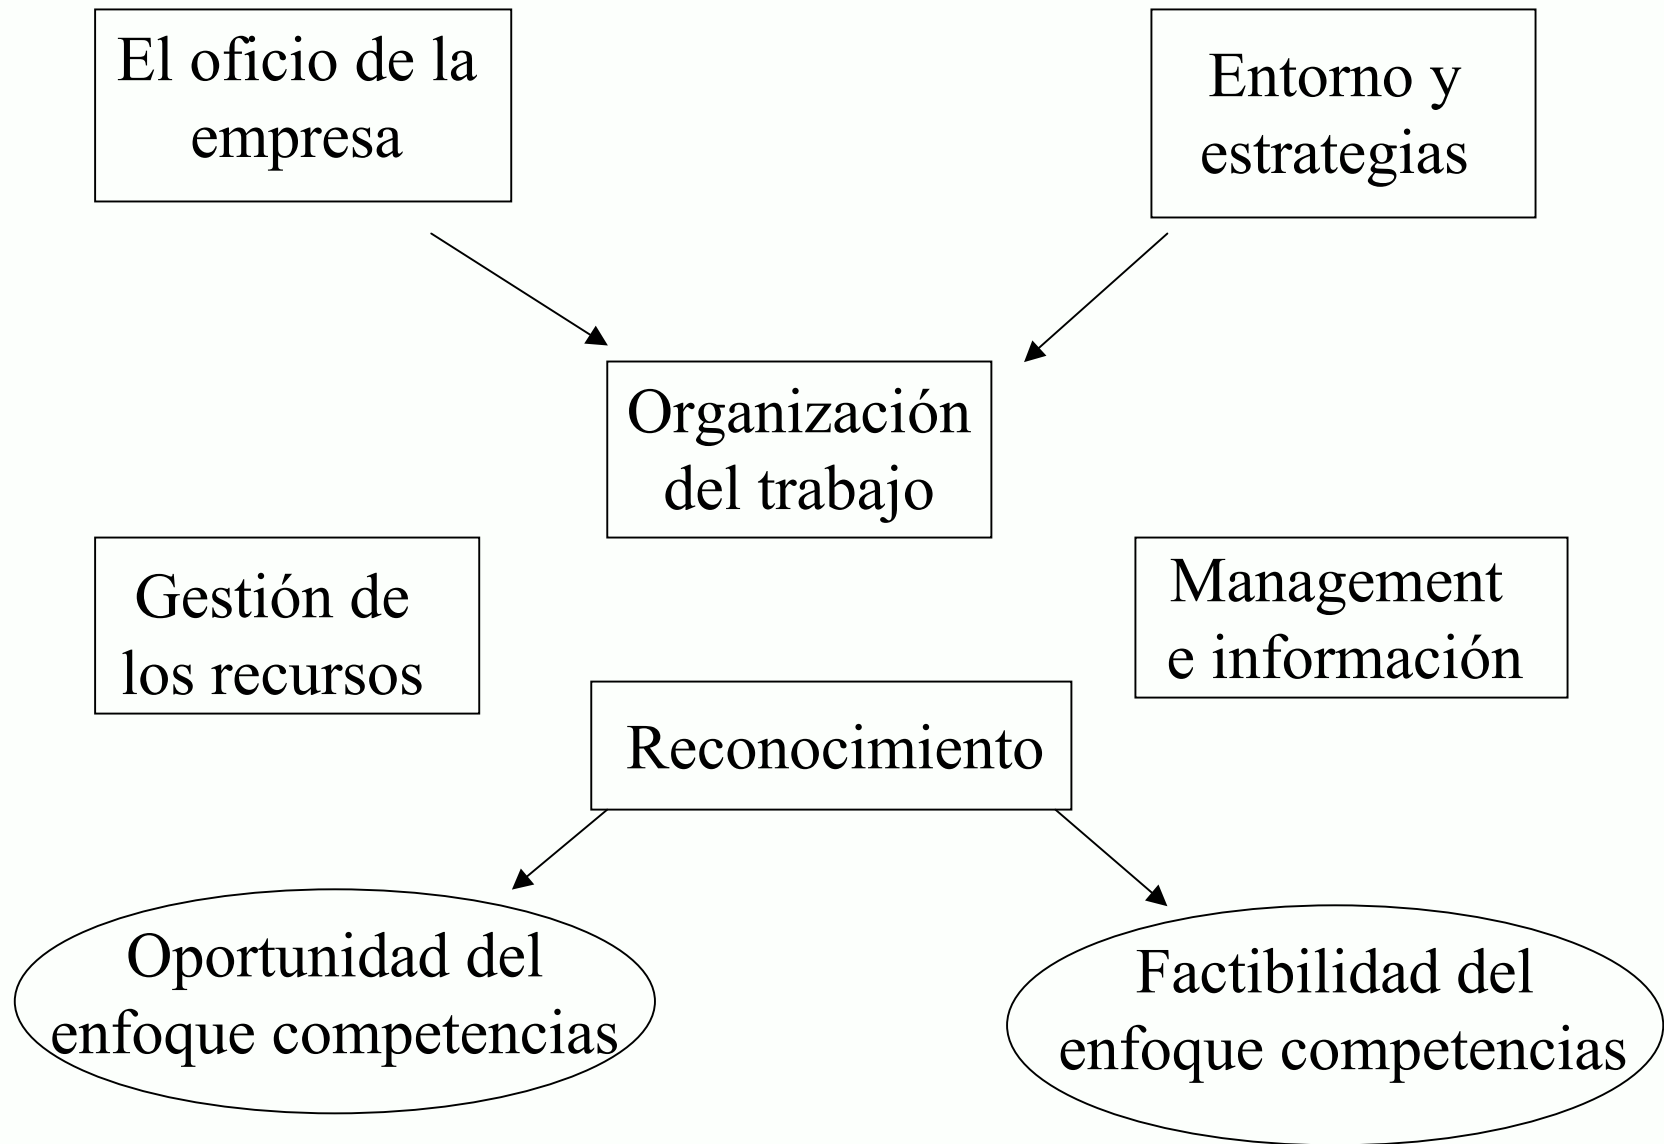 El oficio de la
empresa
Entorno y
estrategias
Organización
del trabajo
Gestión de
los recursos
Management
e información
Reconocimiento
Oportunidad del
enfoque competencias
Factibilidad del
enfoque competencias